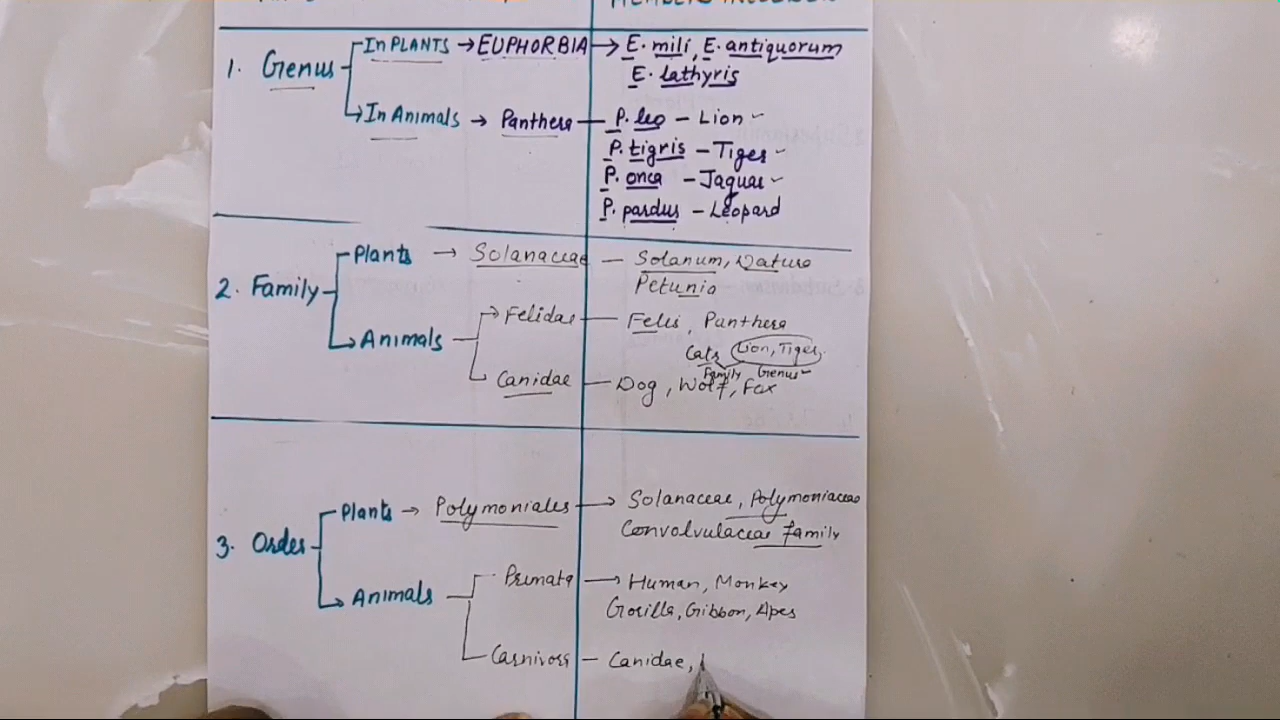 1. Genus
In PLANTS → EUPHORBIA → E. mili, E. antiquorum
E. lathyris
In Animals → Panthera — P. leo – Lion
P. tigris – Tiger
P. onca – Jaguar
P. pardus – Leopard
2. Family
Plants → Solanaceae — Solanum, Datura
Petunia
Animals
Felidae — Felis, Panthera
Cats Lion, Tiger
Family Genus
Canidae — Dog, Wolf, Fox
3. Order
Plants → Polymoniales → Solanaceae, Polymoniaceae
Convolvulaceae family
Animals
Primata → Human, Monkey
Gorilla, Gibbon, Apes
Carnivora — Canidae,